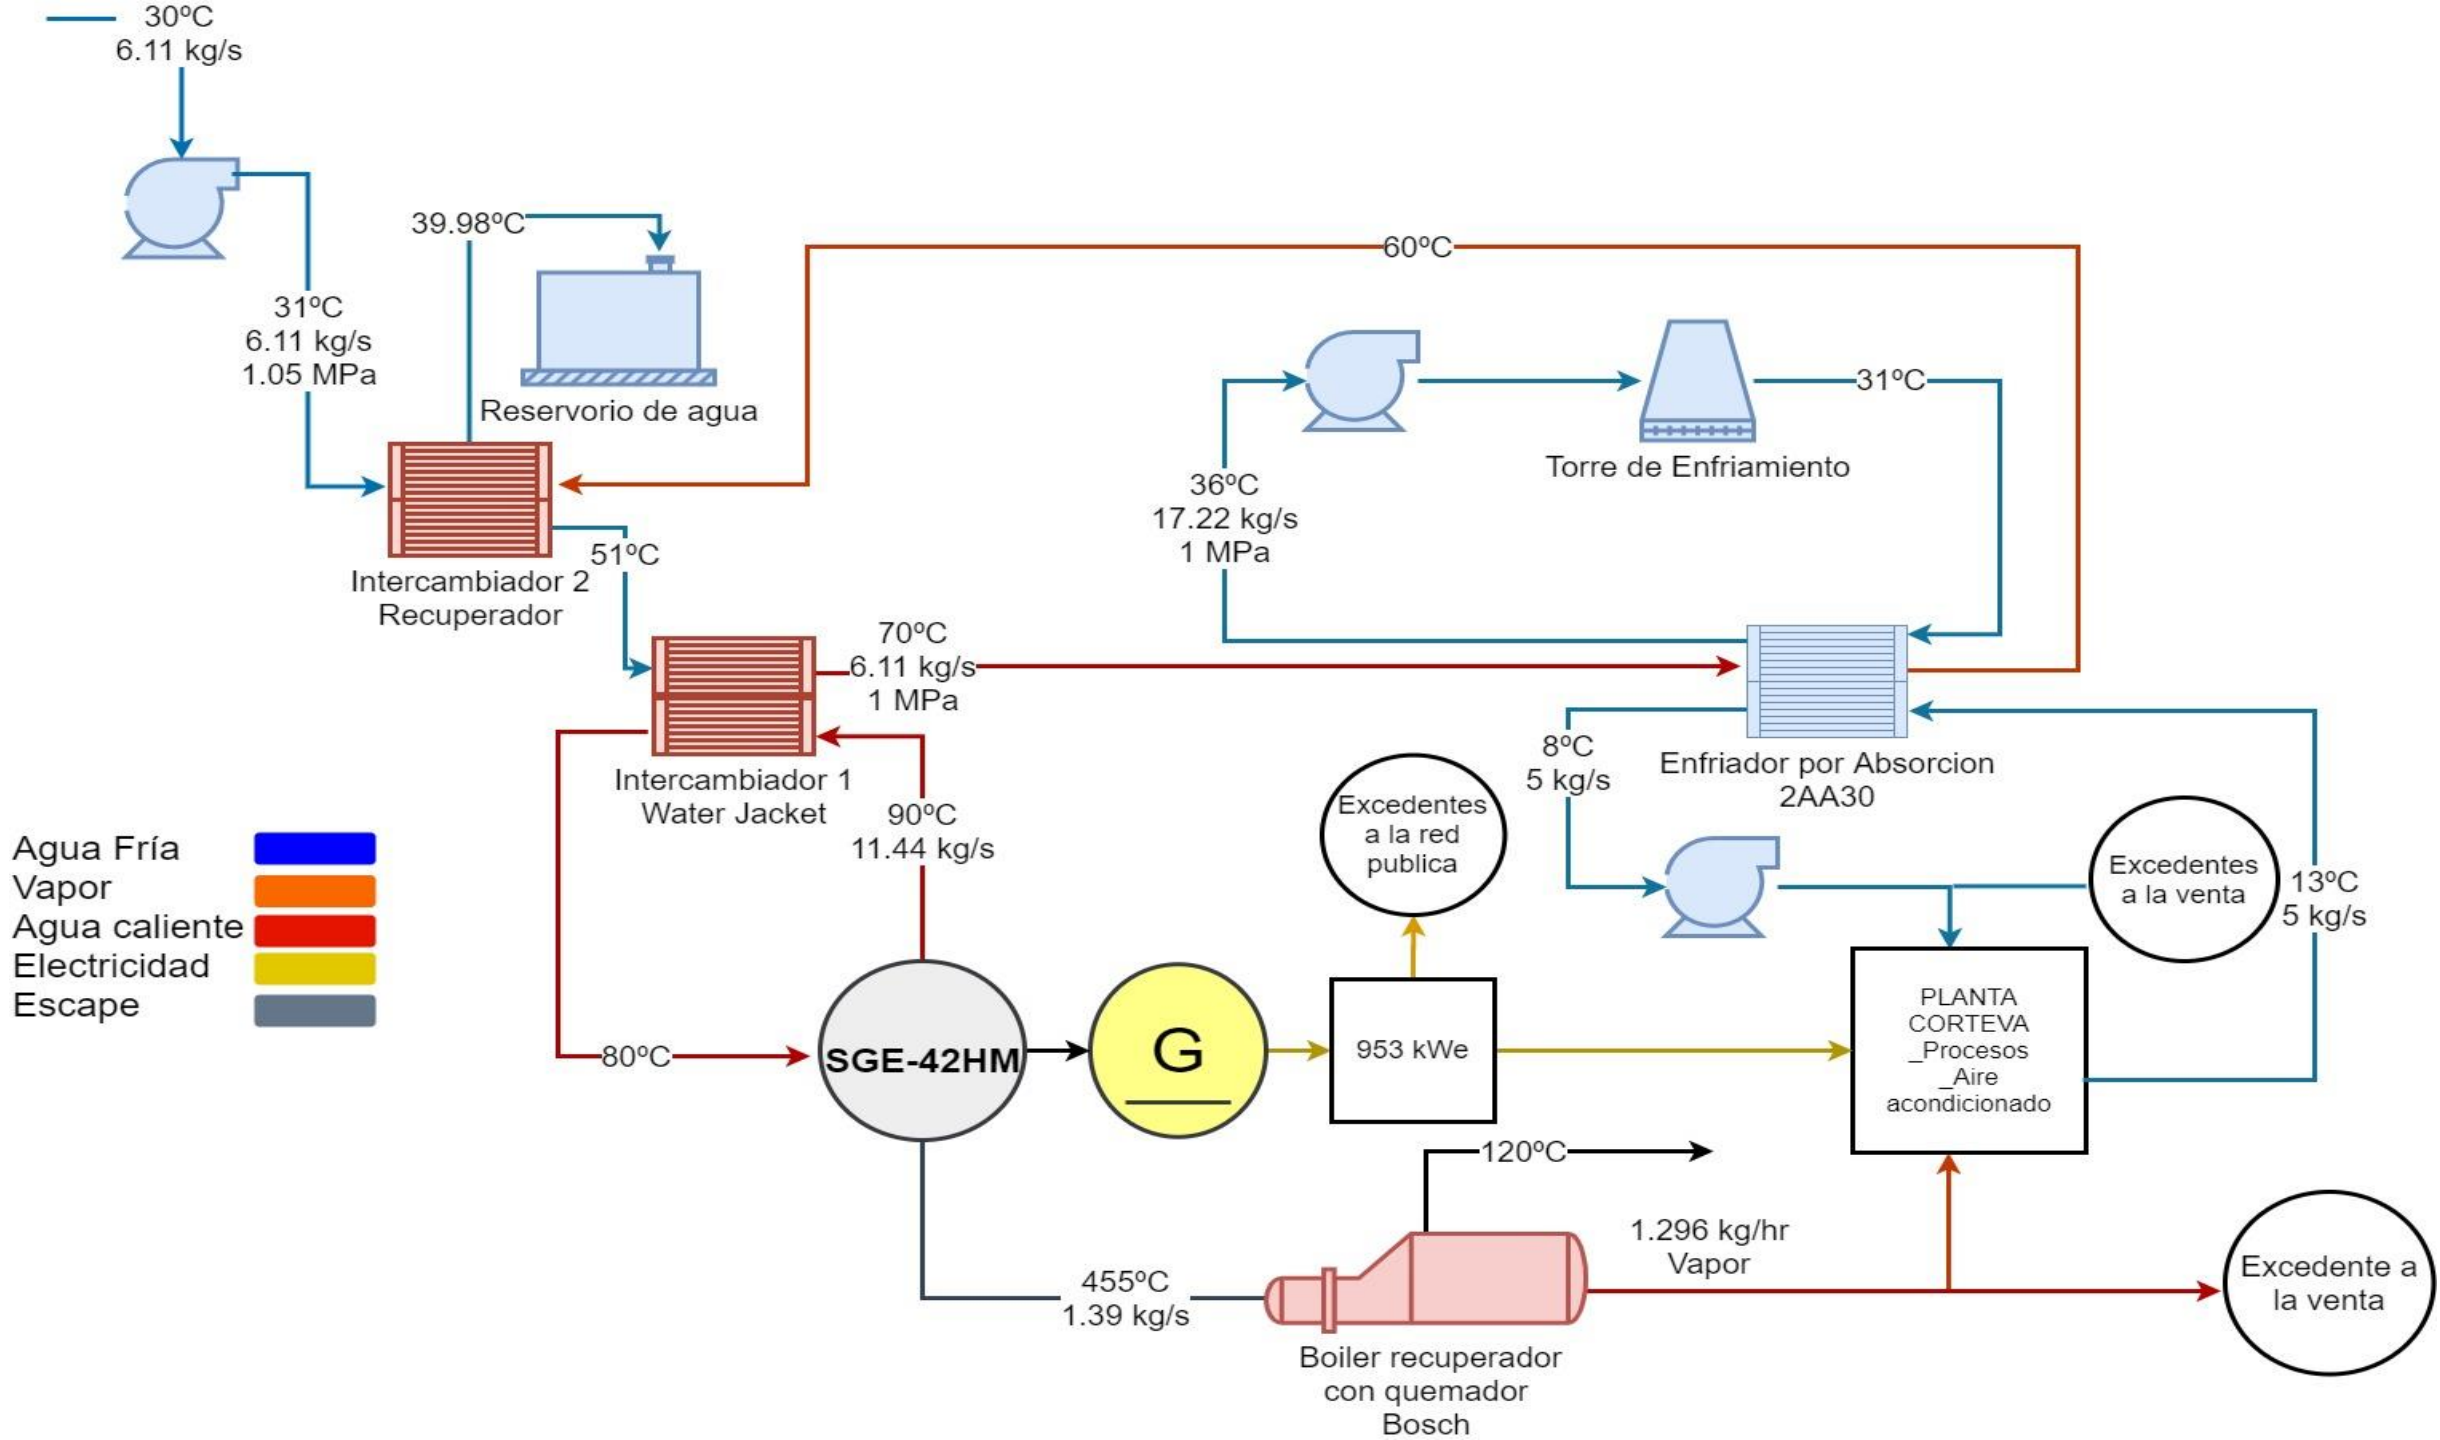 30ºC
6.11 kg/s
39.98ºC
60ºC
31ºC
6.11 kg/s
1.05 MPa
Reservorio de agua
31ºC
Torre de Enfriamiento
36ºC
17.22 kg/s
1 MPa
51ºC
Intercambiador 2
Recuperador
70ºC
6.11 kg/s
1 MPa
Intercambiador 1
Water Jacket
90ºC
11.44 kg/s
8ºC
5 kg/s
Enfriador por Absorcion
2AA30
Excedentes
a la red
publica
Excedentes
a la venta
13ºC
5 kg/s
Agua Fría
Vapor
Agua caliente
Electricidad
Escape
80ºC
SGE-42HM
G
953 kWe
PLANTA
CORTEVA
_Procesos
_Aire
acondicionado
120ºC
455ºC
1.39 kg/s
1.296 kg/hr
Vapor
Excedente a
la venta
Boiler recuperador
con quemador
Bosch